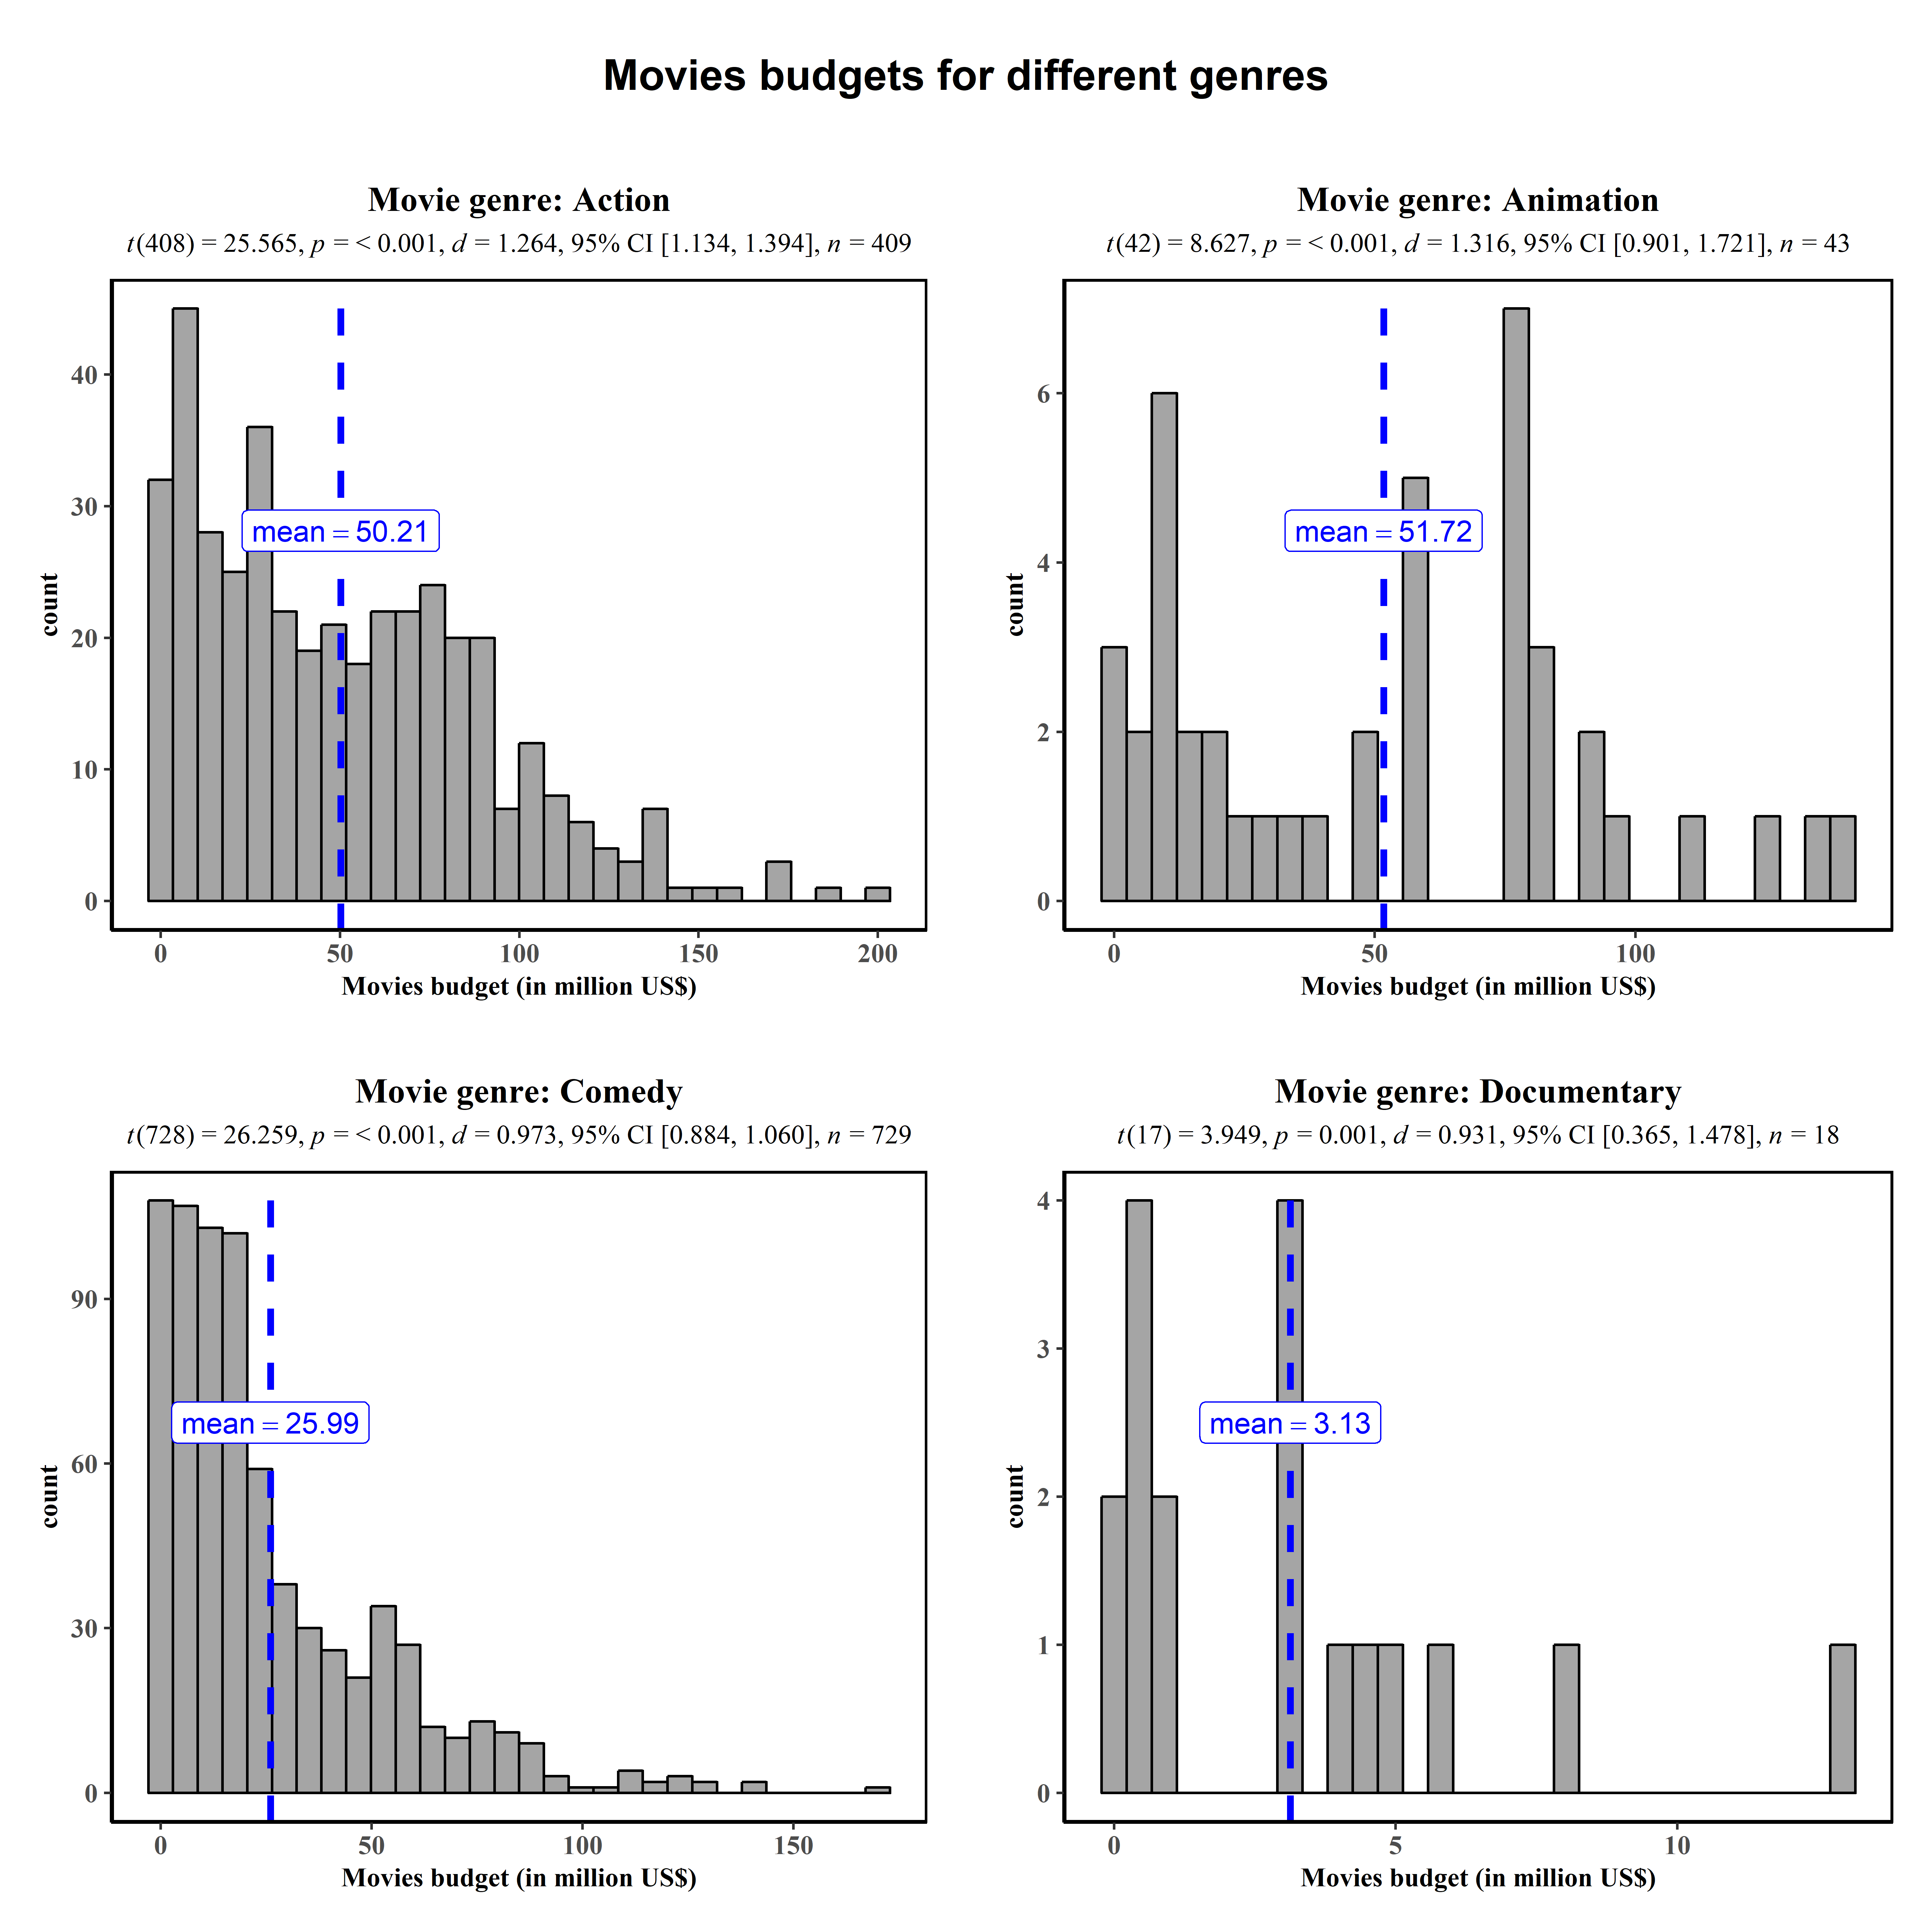 Movies budgets for different genres
Movie genre: Action
t(408) = 25.565, p = < 0.001, d = 1.264, 95% CI [1.134, 1.394], n = 409
count
40
30
20
10
0
mean = 50.21
0 50 100 150 200
Movies budget (in million US$)
Movie genre: Animation
t(42) = 8.627, p = < 0.001, d = 1.316, 95% CI [0.901, 1.721], n = 43
count
6
4
2
0
mean = 51.72
0 50 100
Movies budget (in million US$)
Movie genre: Comedy
t(728) = 26.259, p = < 0.001, d = 0.973, 95% CI [0.884, 1.060], n = 729
count
90
60
30
0
mean = 25.99
0 50 100 150
Movies budget (in million US$)
Movie genre: Documentary
t(17) = 3.949, p = 0.001, d = 0.931, 95% CI [0.365, 1.478], n = 18
count
4
3
2
1
0
mean = 3.13
0 5 10
Movies budget (in million US$)